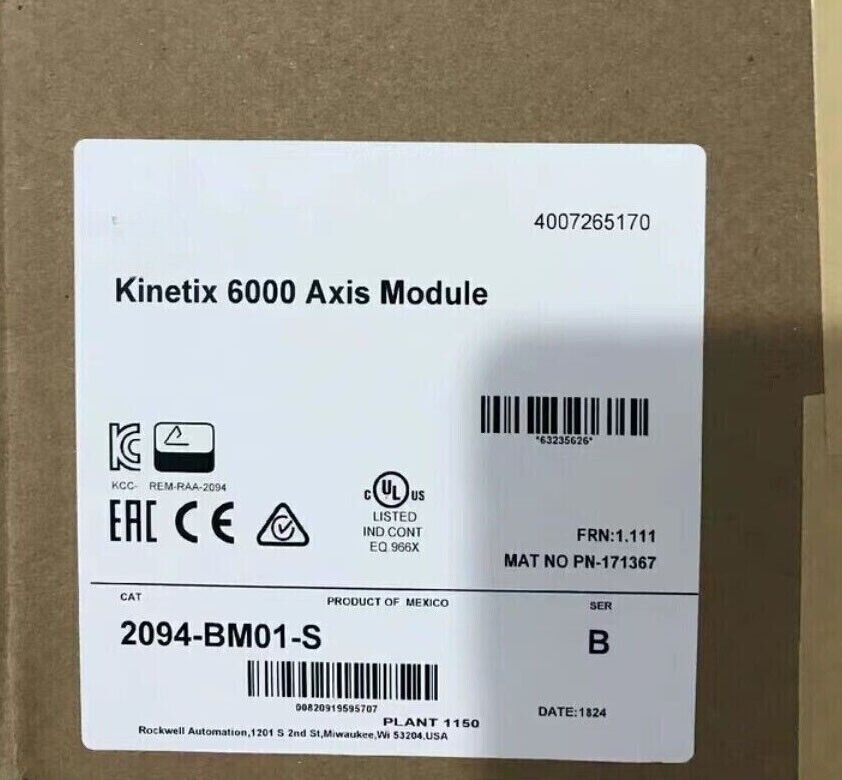 4007265170
Kinetix 6000 Axis Module
*63235626*
KCC- REM-RAA-2094
EAC CE
C UL US
LISTED
IND CONT
EQ 966X
FRN:1.111
MAT NO PN-171367
CAT
PRODUCT OF MEXICO
SER
2094-BM01-S
B
00820919595707
PLANT 1150
DATE:1824
Rockwell Automation,1201 S 2nd St,Miwaukee,Wi 53204.USA